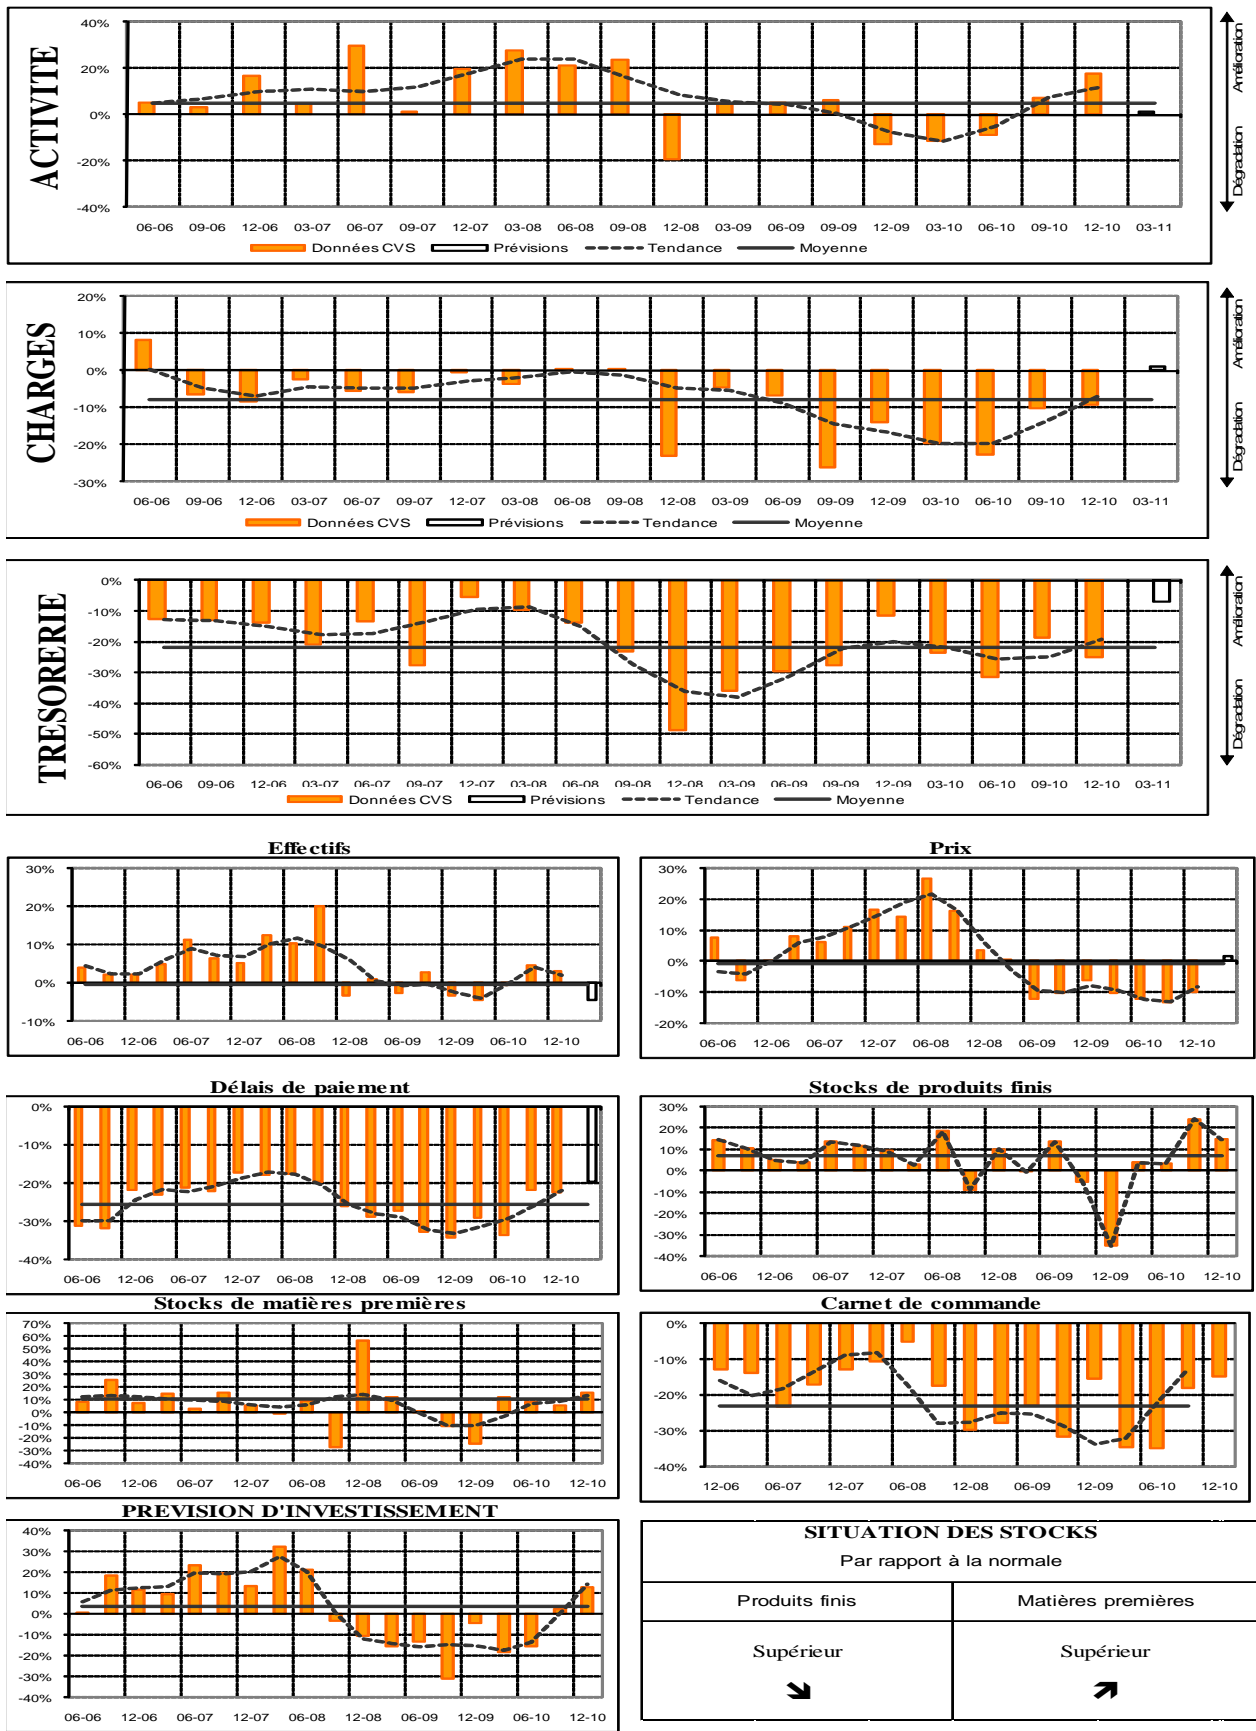 ACTIVITE
40%
20%
0%
-20%
-40%
06-06 09-06 12-06 03-07 06-07 09-07 12-07 03-08 06-08 09-08 12-08 03-09 06-09 09-09 12-09 03-10 06-10 09-10 12-10 03-11
Données CVS Prévisions Tendance Moyenne
Amélioration
Dégradation
CHARGES
20%
10%
0%
-10%
-20%
-30%
06-06 09-06 12-06 03-07 06-07 09-07 12-07 03-08 06-08 09-08 12-08 03-09 06-09 09-09 12-09 03-10 06-10 09-10 12-10 03-11
Données CVS Prévisions Tendance Moyenne
Amélioration
Dégradation
TRESORERIE
0%
-10%
-20%
-30%
-40%
-50%
-60%
06-06 09-06 12-06 03-07 06-07 09-07 12-07 03-08 06-08 09-08 12-08 03-09 06-09 09-09 12-09 03-10 06-10 09-10 12-10 03-11
Données CVS Prévisions Tendance Moyenne
Amélioration
Dégradation
Effectifs
30%
20%
10%
0%
-10%
06-06 12-06 06-07 12-07 06-08 12-08 06-09 12-09 06-10 12-10
Prix
30%
20%
10%
0%
-10%
-20%
06-06 12-06 06-07 12-07 06-08 12-08 06-09 12-09 06-10 12-10
Délais de paiement
0%
-10%
-20%
-30%
-40%
06-06 12-06 06-07 12-07 06-08 12-08 06-09 12-09 06-10 12-10
Stocks de produits finis
30%
20%
10%
0%
-10%
-20%
-30%
-40%
06-06 12-06 06-07 12-07 06-08 12-08 06-09 12-09 06-10 12-10
Stocks de matières premières
70%
60%
50%
40%
30%
20%
10%
0%
-10%
-20%
-30%
-40%
06-06 12-06 06-07 12-07 06-08 12-08 06-09 12-09 06-10 12-10
Carnet de commande
0%
-10%
-20%
-30%
-40%
12-06 06-07 12-07 06-08 12-08 06-09 12-09 06-10 12-10
PREVISION D'INVESTISSEMENT
40%
30%
20%
10%
0%
-10%
-20%
-30%
-40%
06-06 12-06 06-07 12-07 06-08 12-08 06-09 12-09 06-10 12-10
SITUATION DES STOCKS
Par rapport à la normale
Produits finis Matières premières
Supérieur Supérieur